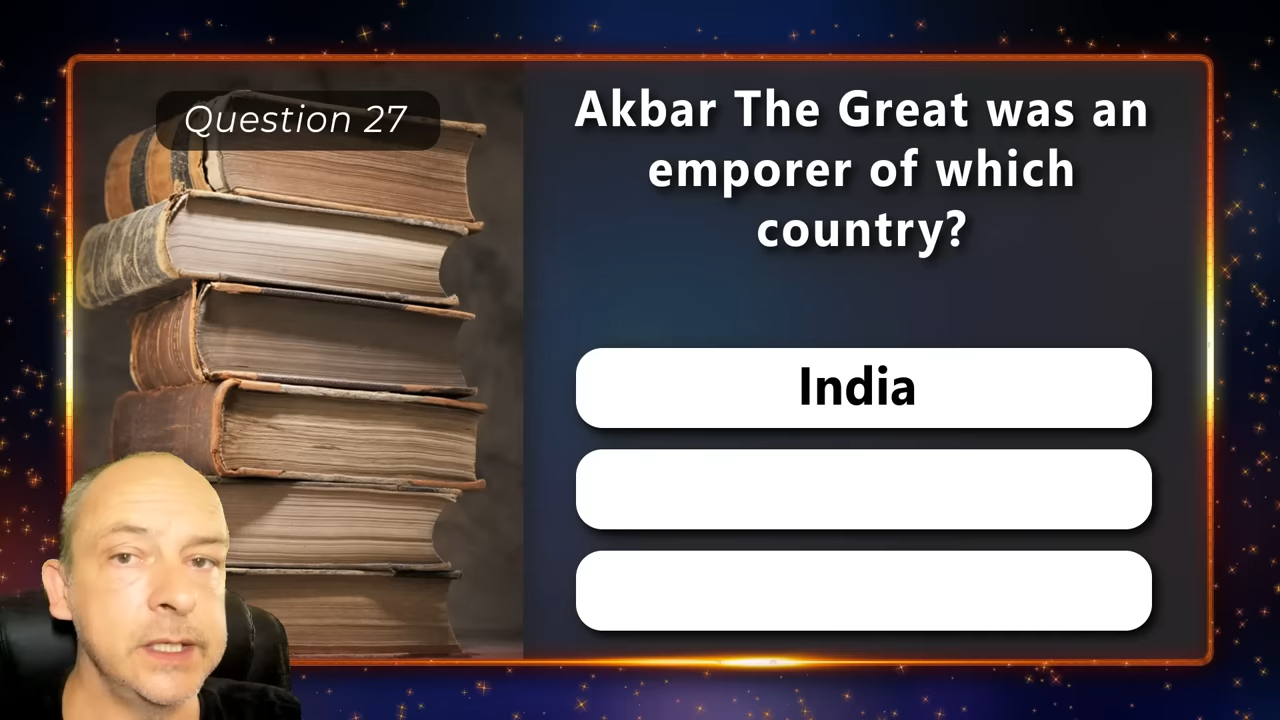 Question 27
Akbar The Great was an
emporer of which
country?
India